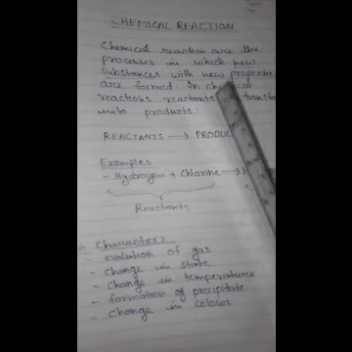 CHEMICAL REACTION
Chemical reaction are the
processes in which new
substances with new properties
are formed. In chemical
reactions reactants transf
into products.
REACTANTS → PRODUC
Examples
- Hydrogen + Chlorine →
Reactants
Characters
- evolution of gas
- change in state
- change in temperature
- formation of precipitate
- change in colour